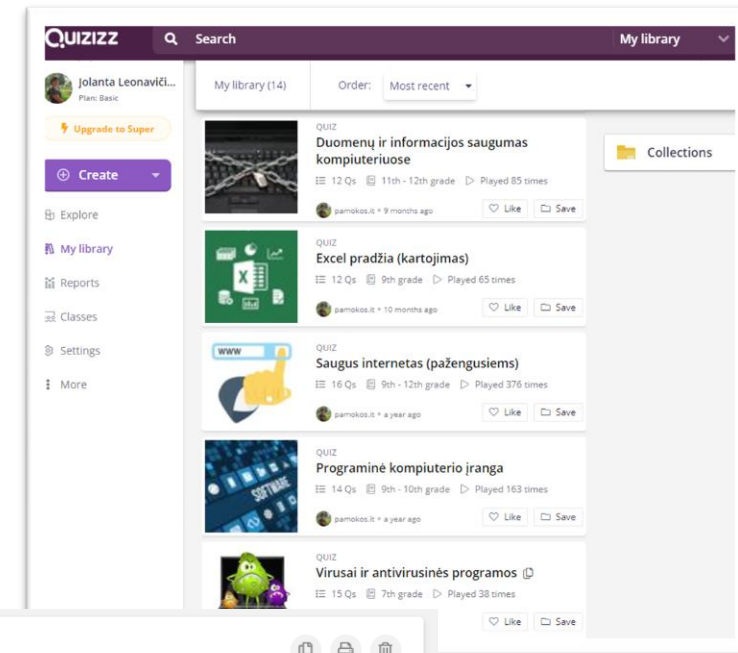 QUIZIZZ
Search
My library
Jolanta Leonaviči...
Plan: Basic
Upgrade to Super
Create
Explore
My library
Reports
Classes
Settings
More
My library (14)
Order: Most recent
QUIZ
Duomenų ir informacijos saugumas
kompiuteriuose
12 Qs 11th - 12th grade Played 85 times
pamokos.it • 9 months ago
Like Save
QUIZ
Excel pradžia (kartojimas)
12 Qs 9th grade Played 65 times
pamokos.it • 10 months ago
Like Save
WWW
QUIZ
Saugus internetas (pažengusiems)
16 Qs 9th - 12th grade Played 376 times
pamokos.it • a year ago
Like Save
SOFTWARE
QUIZ
Programinė kompiuterio įranga
14 Qs 9th - 10th grade Played 163 times
pamokos.it • a year ago
Like Save
QUIZ
Virusai ir antivirusinės programos
15 Qs 7th grade Played 38 times
Like Save
Collections